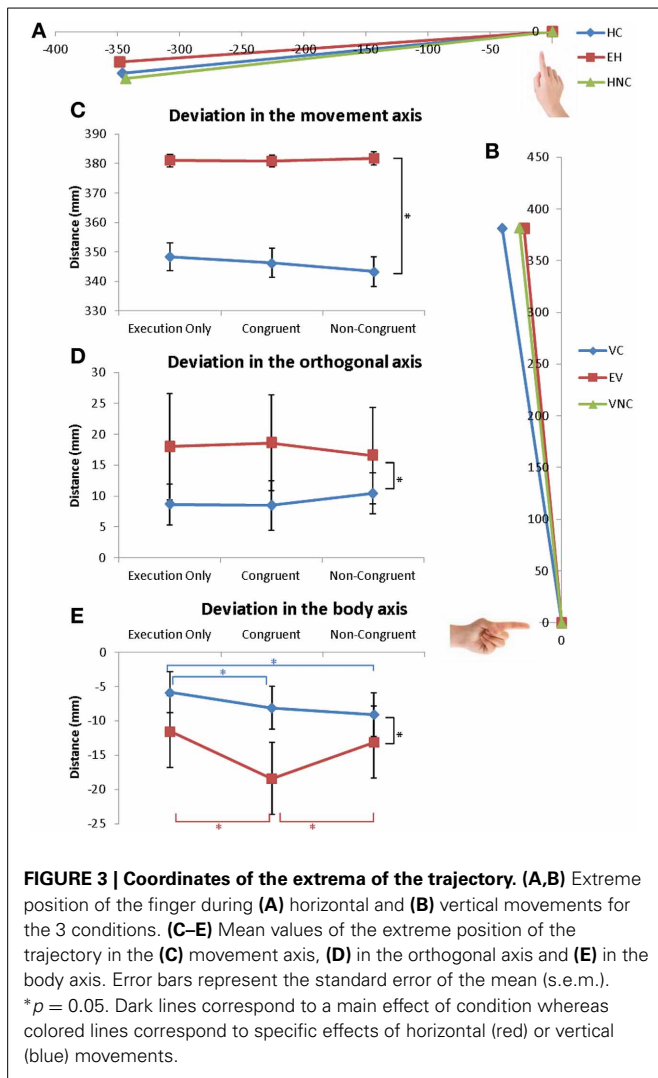 A
-400 -350 -300 -250 -200 -150 -100 -50 0
HC
EH
HNC
C
Deviation in the movement axis
Distance (mm)
390
380
370
360
350
340
330
*
Execution Only Congruent Non-Congruent
B
450
400
350
300
250
200
150
100
50
0
0
VC
EV
VNC
D
Deviation in the orthogonal axis
Distance (mm)
30
25
20
15
10
5
0
*
Execution Only Congruent Non-Congruent
E
Deviation in the body axis
Execution Only Congruent Non-Congruent
Distance (mm)
0
-5
-10
-15
-20
-25
*
*
*
* *
FIGURE 3 | Coordinates of the extrema of the trajectory. (A,B) Extreme
position of the finger during (A) horizontal and (B) vertical movements for
the 3 conditions. (C–E) Mean values of the extreme position of the
trajectory in the (C) movement axis, (D) in the orthogonal axis and (E) in the
body axis. Error bars represent the standard error of the mean (s.e.m.).
*p = 0.05. Dark lines correspond to a main effect of condition whereas
colored lines correspond to specific effects of horizontal (red) or vertical
(blue) movements.